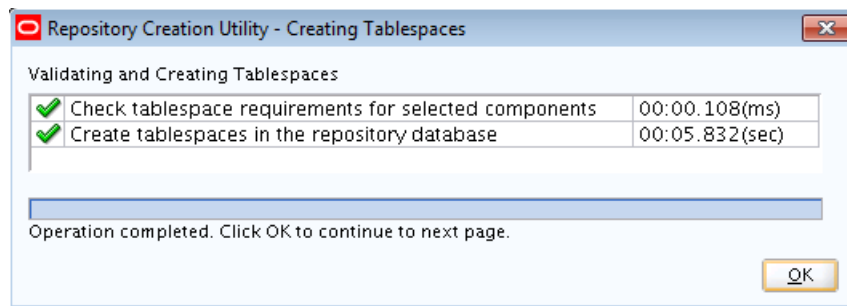 Repository Creation Utility - Creating Tablespaces
Validating and Creating Tablespaces
Check tablespace requirements for selected components 00:00.108(ms)
Create tablespaces in the repository database 00:05.832(sec)
Operation completed. Click OK to continue to next page.
OK